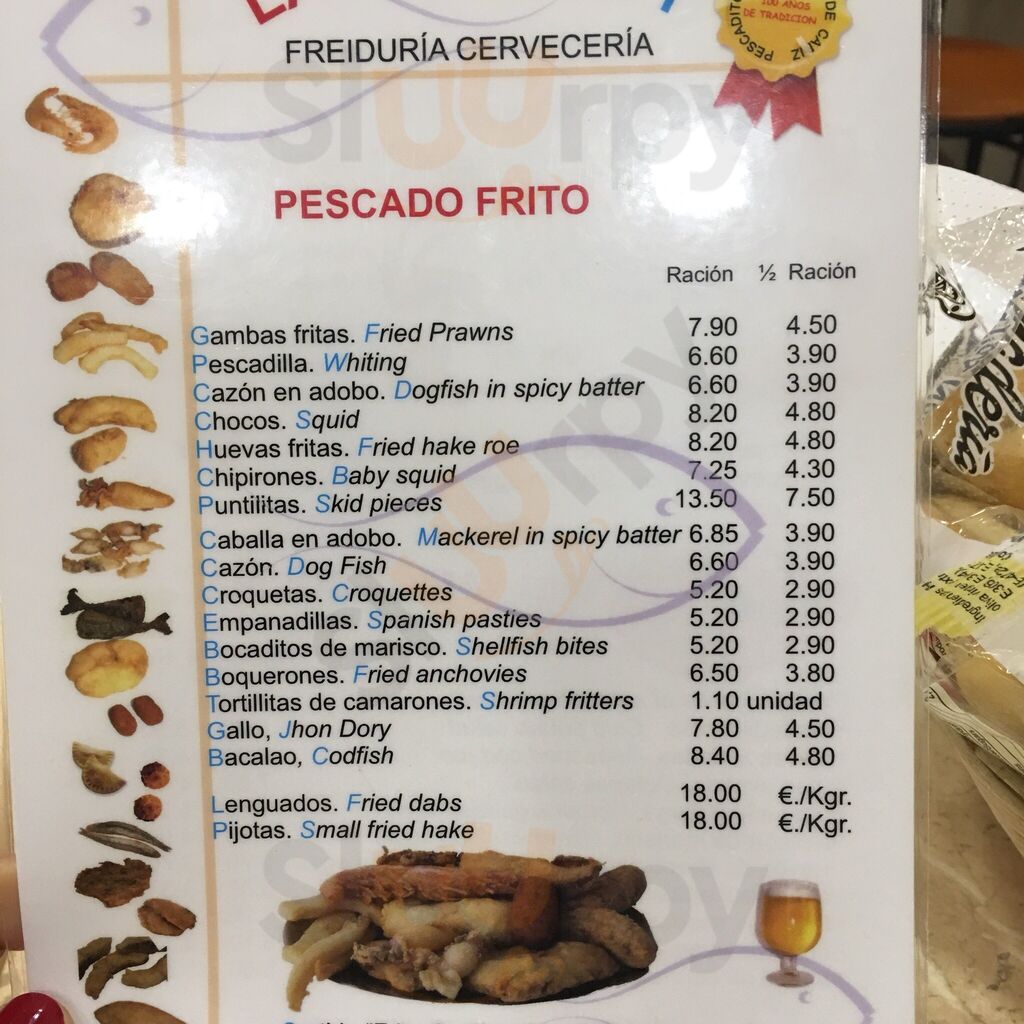 FREIDURÍA CERVECERÍA
100 AÑOS
DE TRADICION
PESCADITO DE CADIZ
PESCADO FRITO
Ración ½ Ración
Gambas fritas. Fried Prawns 7.90 4.50
Pescadilla. Whiting 6.60 3.90
Cazón en adobo. Dogfish in spicy batter 6.60 3.90
Chocos. Squid 8.20 4.80
Huevas fritas. Fried hake roe 8.20 4.80
Chipirones. Baby squid 7.25 4.30
Puntilitas. Skid pieces 13.50 7.50
Caballa en adobo. Mackerel in spicy batter 6.85 3.90
Cazón. Dog Fish 6.60 3.90
Croquetas. Croquettes 5.20 2.90
Empanadillas. Spanish pasties 5.20 2.90
Bocaditos de marisco. Shellfish bites 5.20 2.90
Boquerones. Fried anchovies 6.50 3.80
Tortillitas de camarones. Shrimp fritters 1.10 unidad
Gallo, Jhon Dory 7.80 4.50
Bacalao, Codfish 8.40 4.80
Lenguados. Fried dabs 18.00 €./Kgr.
Pijotas. Small fried hake 18.00 €./Kgr.
sluurpy
sluurpy
sluurpy